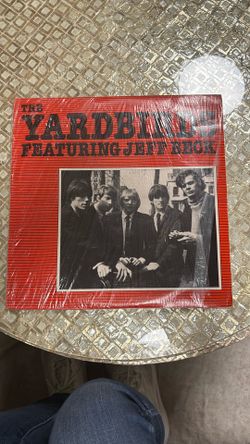 THE
YARDBIRDS
FEATURING JEFF BECK